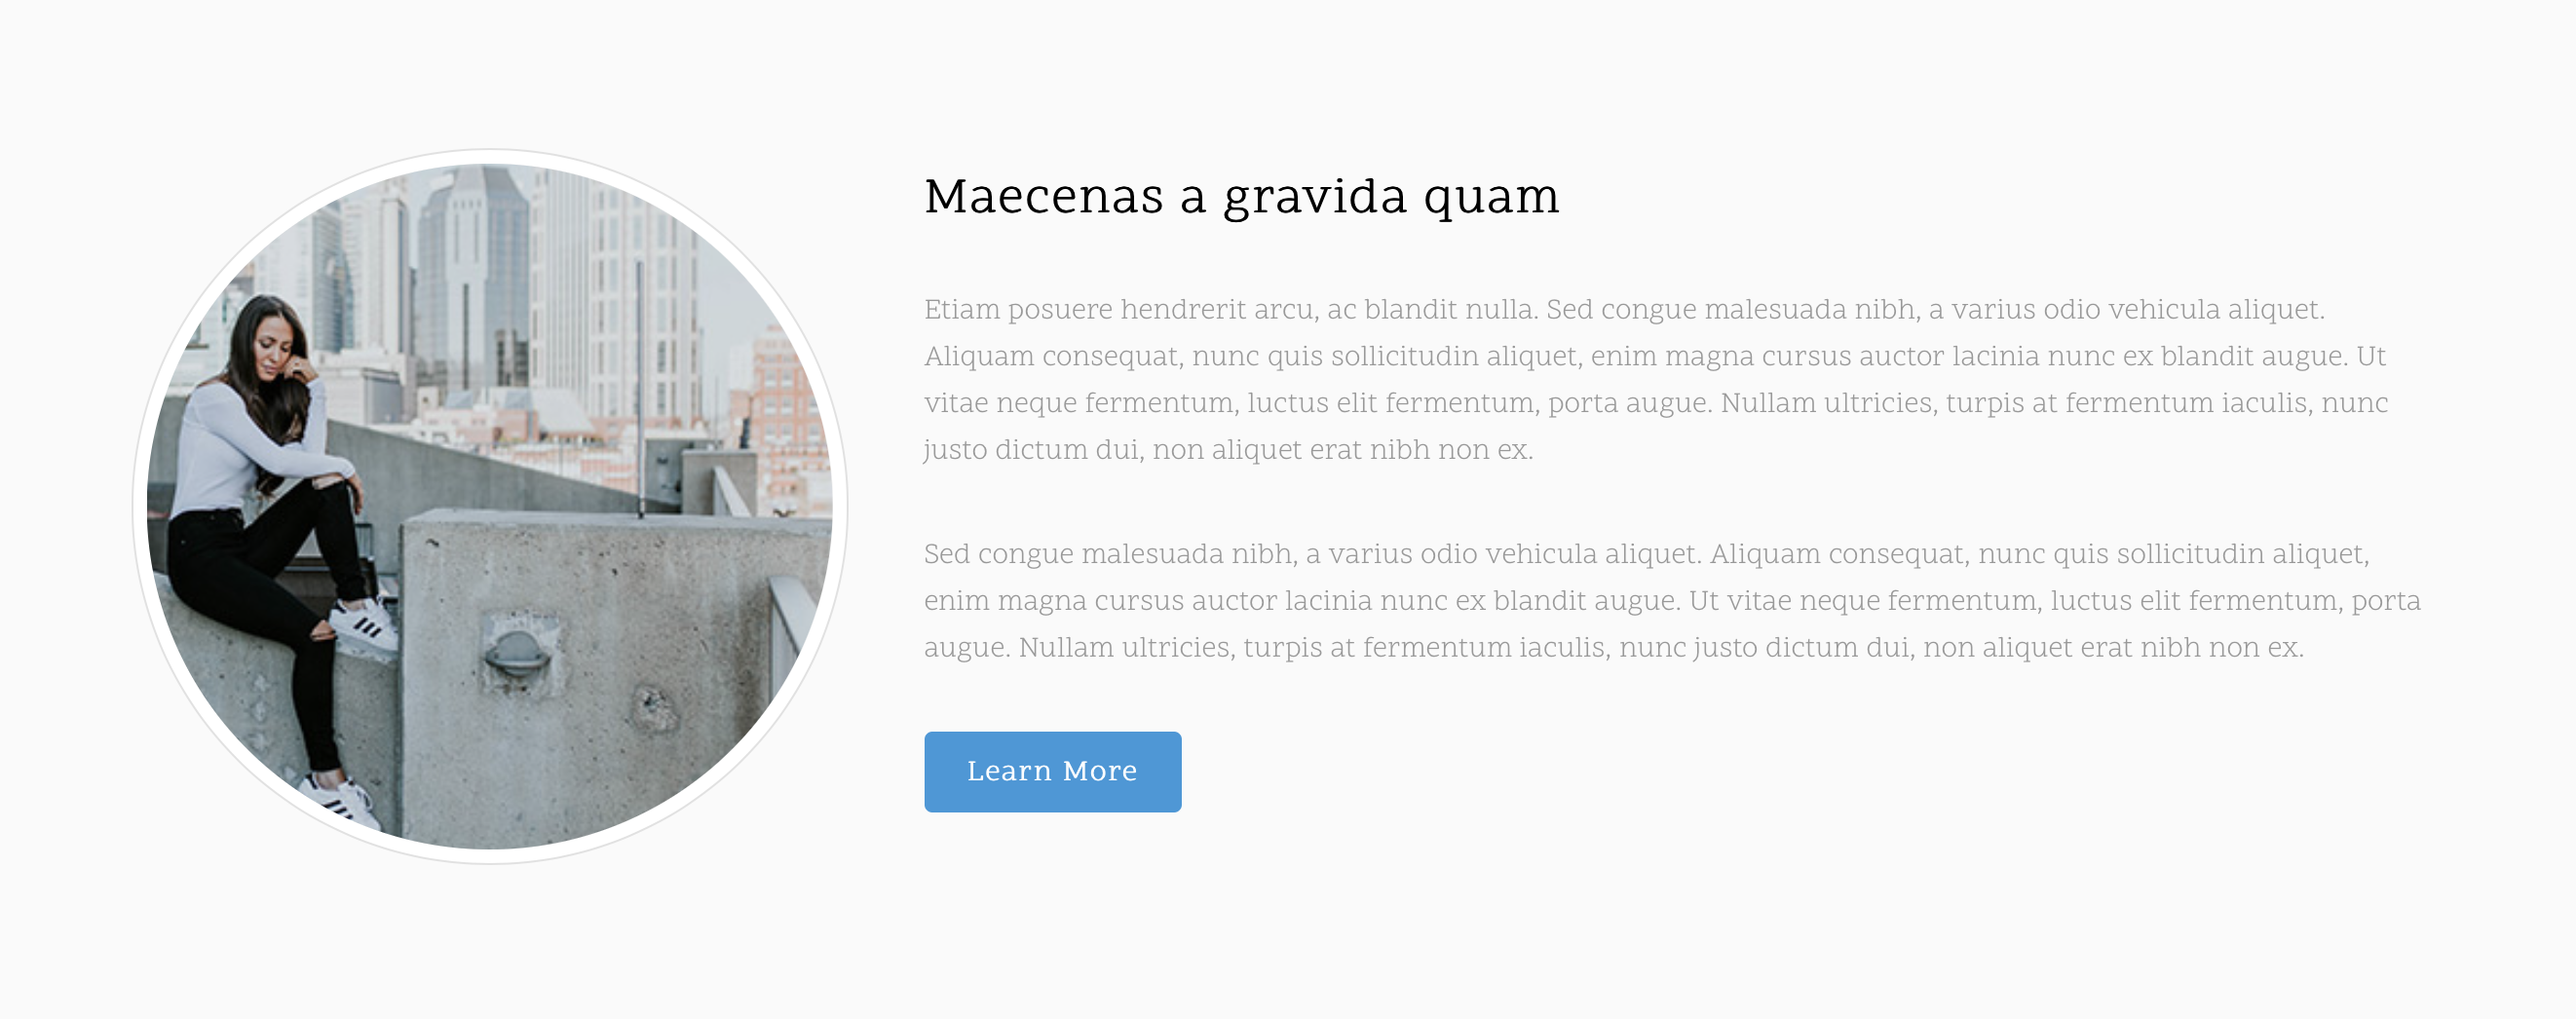 Maecenas a gravida quam
Etiam posuere hendrerit arcu, ac blandit nulla. Sed congue malesuada nibh, a varius odio vehicula aliquet.
Aliquam consequat, nunc quis sollicitudin aliquet, enim magna cursus auctor lacinia nunc ex blandit augue. Ut
vitae neque fermentum, luctus elit fermentum, porta augue. Nullam ultricies, turpis at fermentum iaculis, nunc
justo dictum dui, non aliquet erat nibh non ex.
Sed congue malesuada nibh, a varius odio vehicula aliquet. Aliquam consequat, nunc quis sollicitudin aliquet,
enim magna cursus auctor lacinia nunc ex blandit augue. Ut vitae neque fermentum, luctus elit fermentum, porta
augue. Nullam ultricies, turpis at fermentum iaculis, nunc justo dictum dui, non aliquet erat nibh non ex.
Learn More